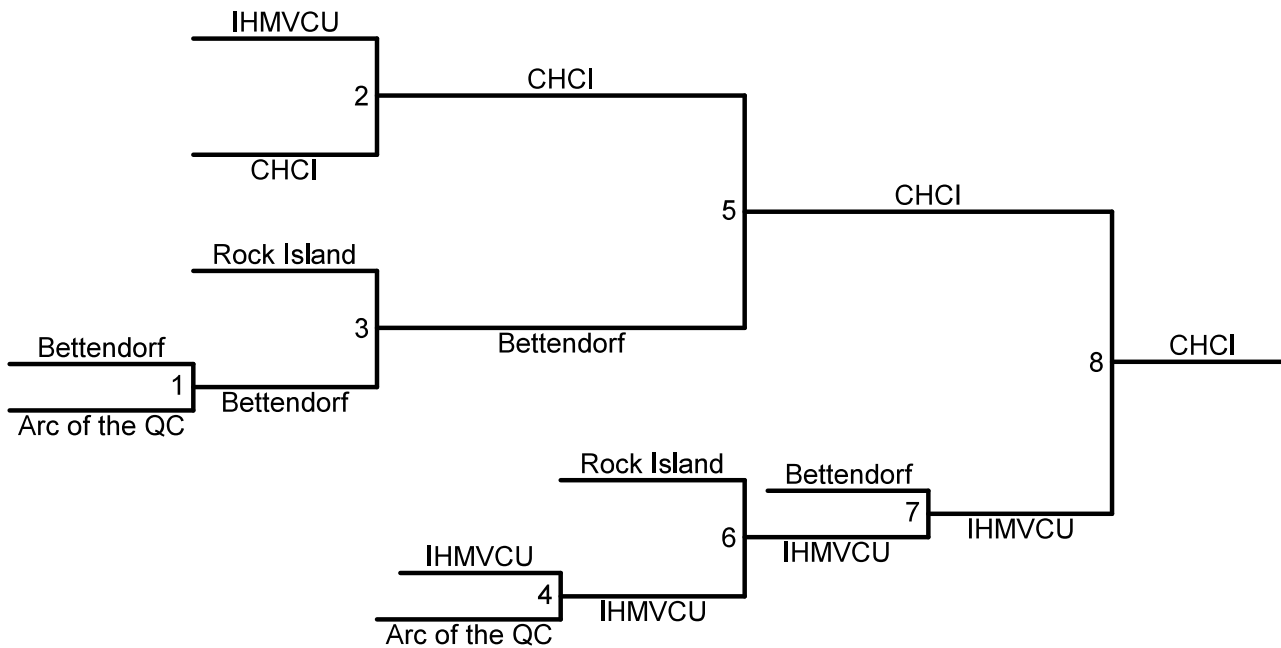 IHMVCU
2
CHCI
CHCI
5
CHCI
Rock Island
3
Bettendorf
Bettendorf
1
Bettendorf
Arc of the QC
8
CHCI
Rock Island
Bettendorf
7
IHMVCU
6
IHMVCU
IHMVCU
4
IHMVCU
Arc of the QC